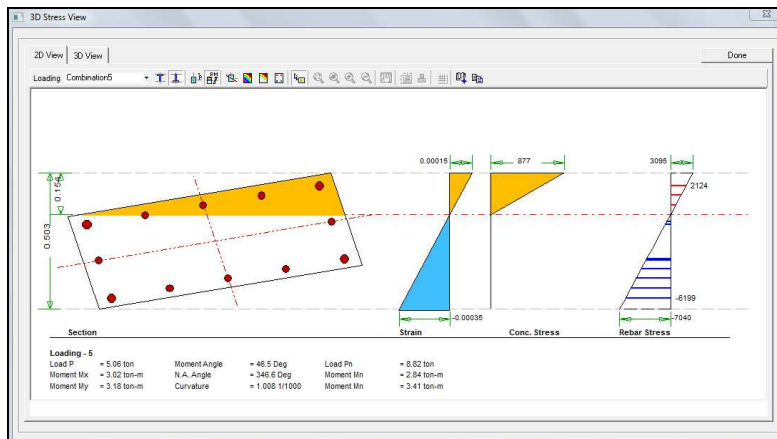 3D Stress View
2D View
3D View
Done
Loading
Combination5
0.00015
877
3095
2124
0.154
0.503
-0.00035
-6199
-7040
Section
Strain
Conc. Stress
Rebar Stress
Loading - 5
Load P = 5.06 ton Moment Angle = 46.5 Deg Load Pn = 8.82 ton
Moment Mx = 3.02 ton-m N.A. Angle = 346.6 Deg Moment Mn = 2.84 ton-m
Moment My = 3.18 ton-m Curvature = 1.008 1/1000 Moment Mn = 3.41 ton-m